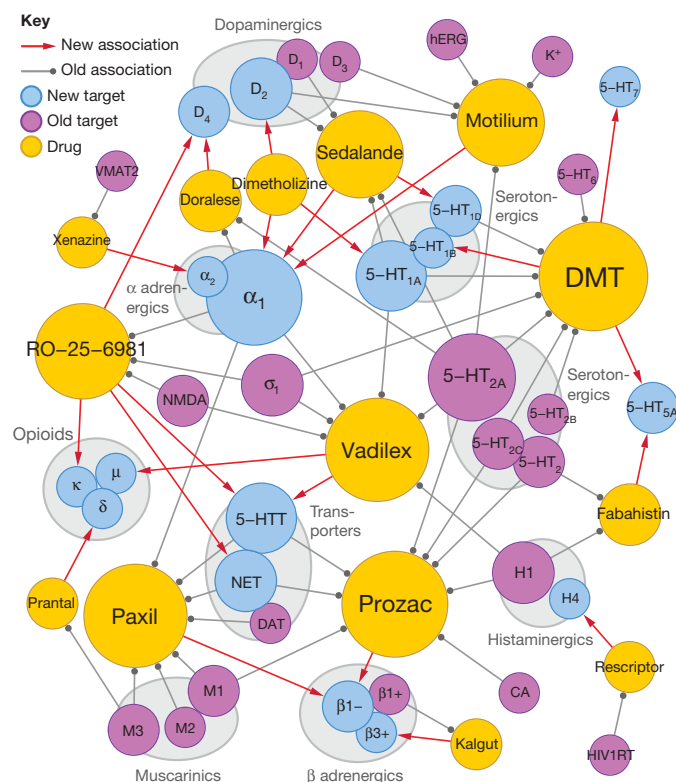 Key
New association
Old association
New target
Old target
Drug
Dopaminergics
D1
D3
D2
D4
hERG
K+
5–HT7
Motilium
Sedalande
VMAT2
Doralese
Dimetholizine
5–HT6
Seroton-
ergics
5–HT1D
5–HT1B
5–HT1A
DMT
Xenazine
α2
α1
α adren-
ergics
RO–25–6981
σ1
NMDA
5–HT2A
Seroton-
ergics
5–HT2B
5–HT2C
5–HT2
5–HT5A
Opioids
κ
μ
δ
Vadilex
Fabahistin
5–HTT
Trans-
porters
NET
DAT
H1
H4
Histaminergics
Prantal
Paxil
Prozac
Rescriptor
M1
M2
M3
Muscarinics
β1–
β1+
β3+
β adrenergics
Kalgut
CA
HIV1RT